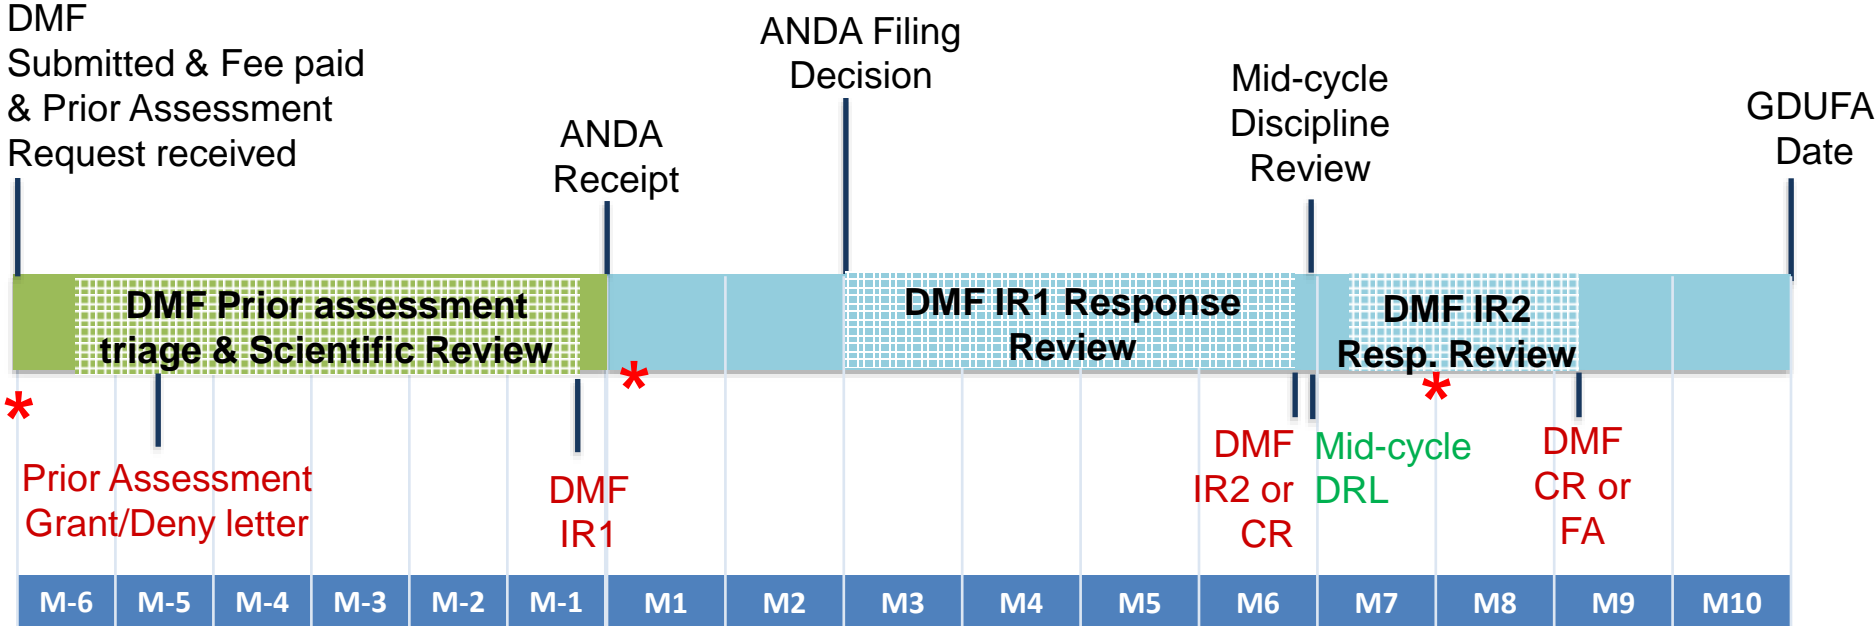 DMF
Submitted & Fee paid
& Prior Assessment
Request received
ANDA
Receipt
ANDA Filing
Decision
Mid-cycle
Discipline
Review
GDUFA
Date
DMF Prior assessment
triage & Scientific Review
DMF IR1 Response
Review
DMF IR2
Resp. Review
*
*
*
Prior Assessment
Grant/Deny letter
DMF
IR1
DMF
IR2 or
CR
Mid-cycle
DRL
DMF
CR or
FA
M-6 M-5 M-4 M-3 M-2 M-1 M1 M2 M3 M4 M5 M6 M7 M8 M9 M10